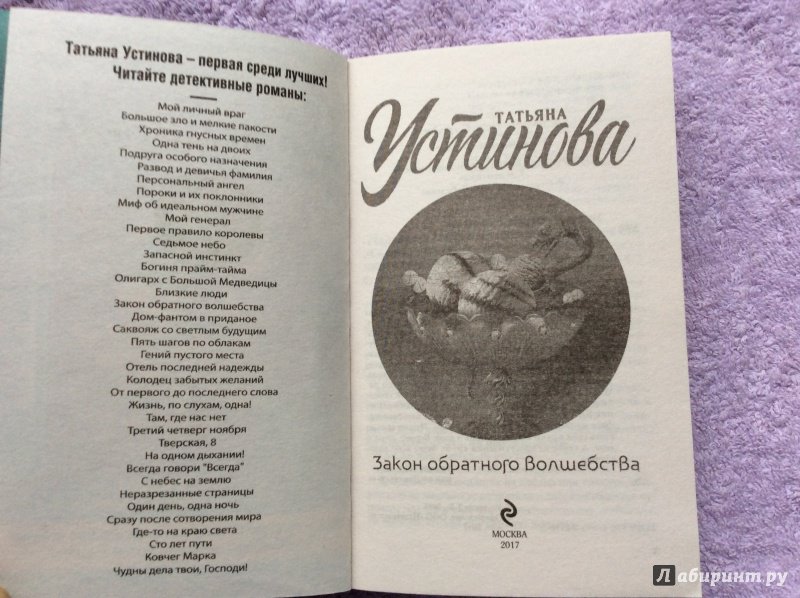 Татьяна Устинова – первая среди лучших!
Читайте детективные романы:
Мой личный враг
Большое зло и мелкие пакости
Хроника гнусных времен
Одна тень на двоих
Подруга особого назначения
Развод и девичья фамилия
Персональный ангел
Пороки и их поклонники
Миф об идеальном мужчине
Мой генерал
Первое правило королевы
Седьмое небо
Запасной инстинкт
Богиня прайм-тайма
Олигарх с Большой Медведицы
Близкие люди
Закон обратного волшебства
Дом-фантом в приданое
Саквояж со светлым будущим
Пять шагов по облакам
Гений пустого места
Отель последней надежды
Колодец забытых желаний
От первого до последнего слова
Жизнь, по слухам, одна!
Там, где нас нет
Третий четверг ноября
Тверская, 8
На одном дыхании!
Всегда говори "Всегда"
С небес на землю
Неразрезанные страницы
Один день, одна ночь
Сразу после сотворения мира
Где-то на краю света
Сто лет пути
Ковчег Марка
Чудны дела твои, Господи!
ТАТЬЯНА
Устинова
Закон обратного волшебства
МОСКВА
2017
Лабиринт.ру